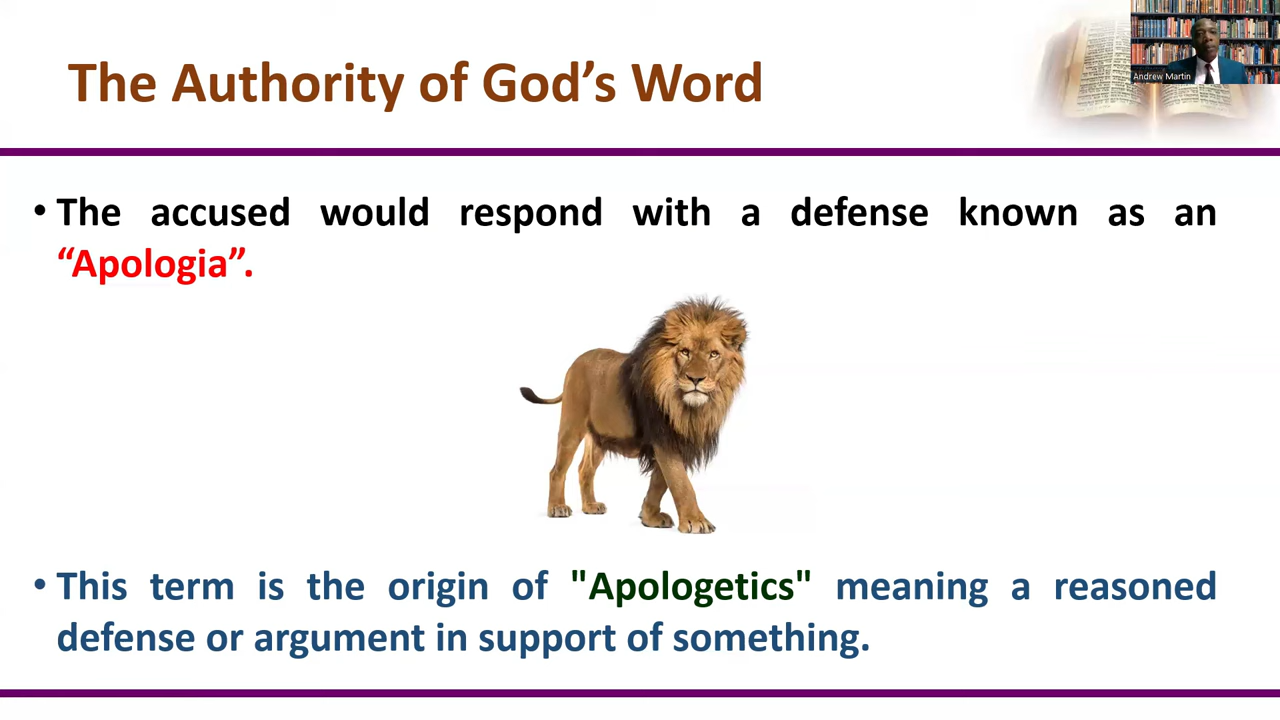 The Authority of God’s Word
Andrew Martin
• The accused would respond with a defense known as an
“Apologia”.
• This term is the origin of "Apologetics" meaning a reasoned
defense or argument in support of something.